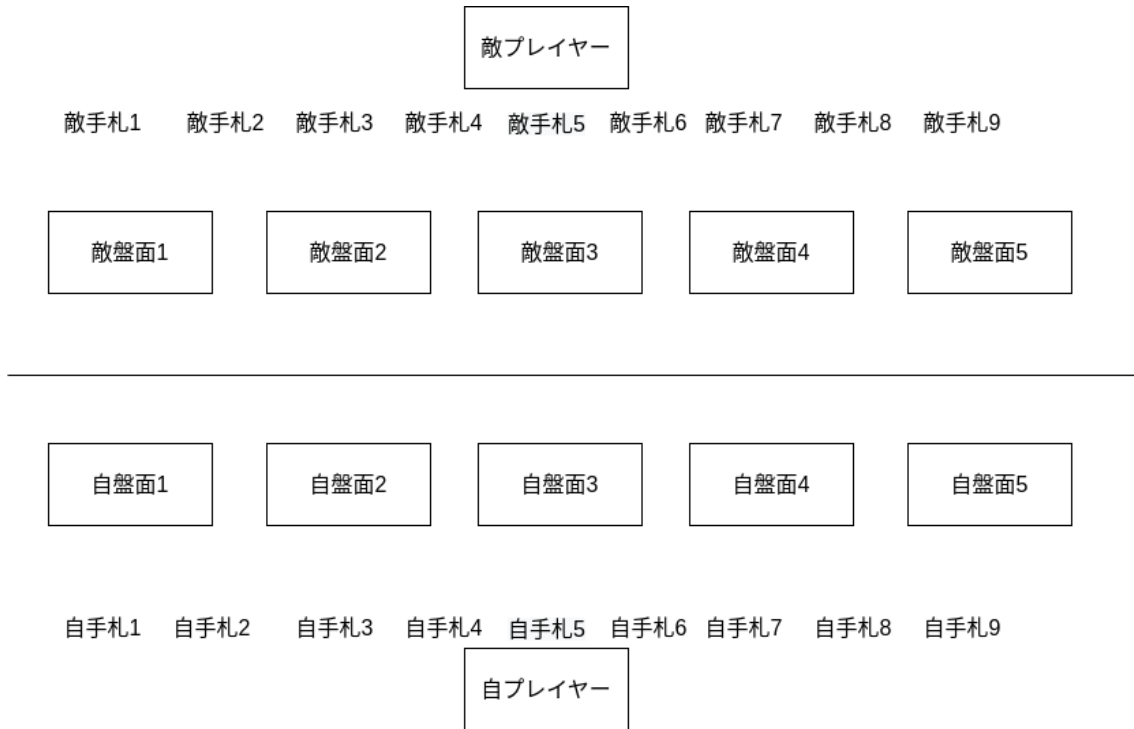 敵プレイヤー
敵手札1 敵手札2 敵手札3 敵手札4 敵手札5 敵手札6 敵手札7 敵手札8 敵手札9
敵盤面1 敵盤面2 敵盤面3 敵盤面4 敵盤面5
自盤面1 自盤面2 自盤面3 自盤面4 自盤面5
自手札1 自手札2 自手札3 自手札4 自手札5 自手札6 自手札7 自手札8 自手札9
自プレイヤー